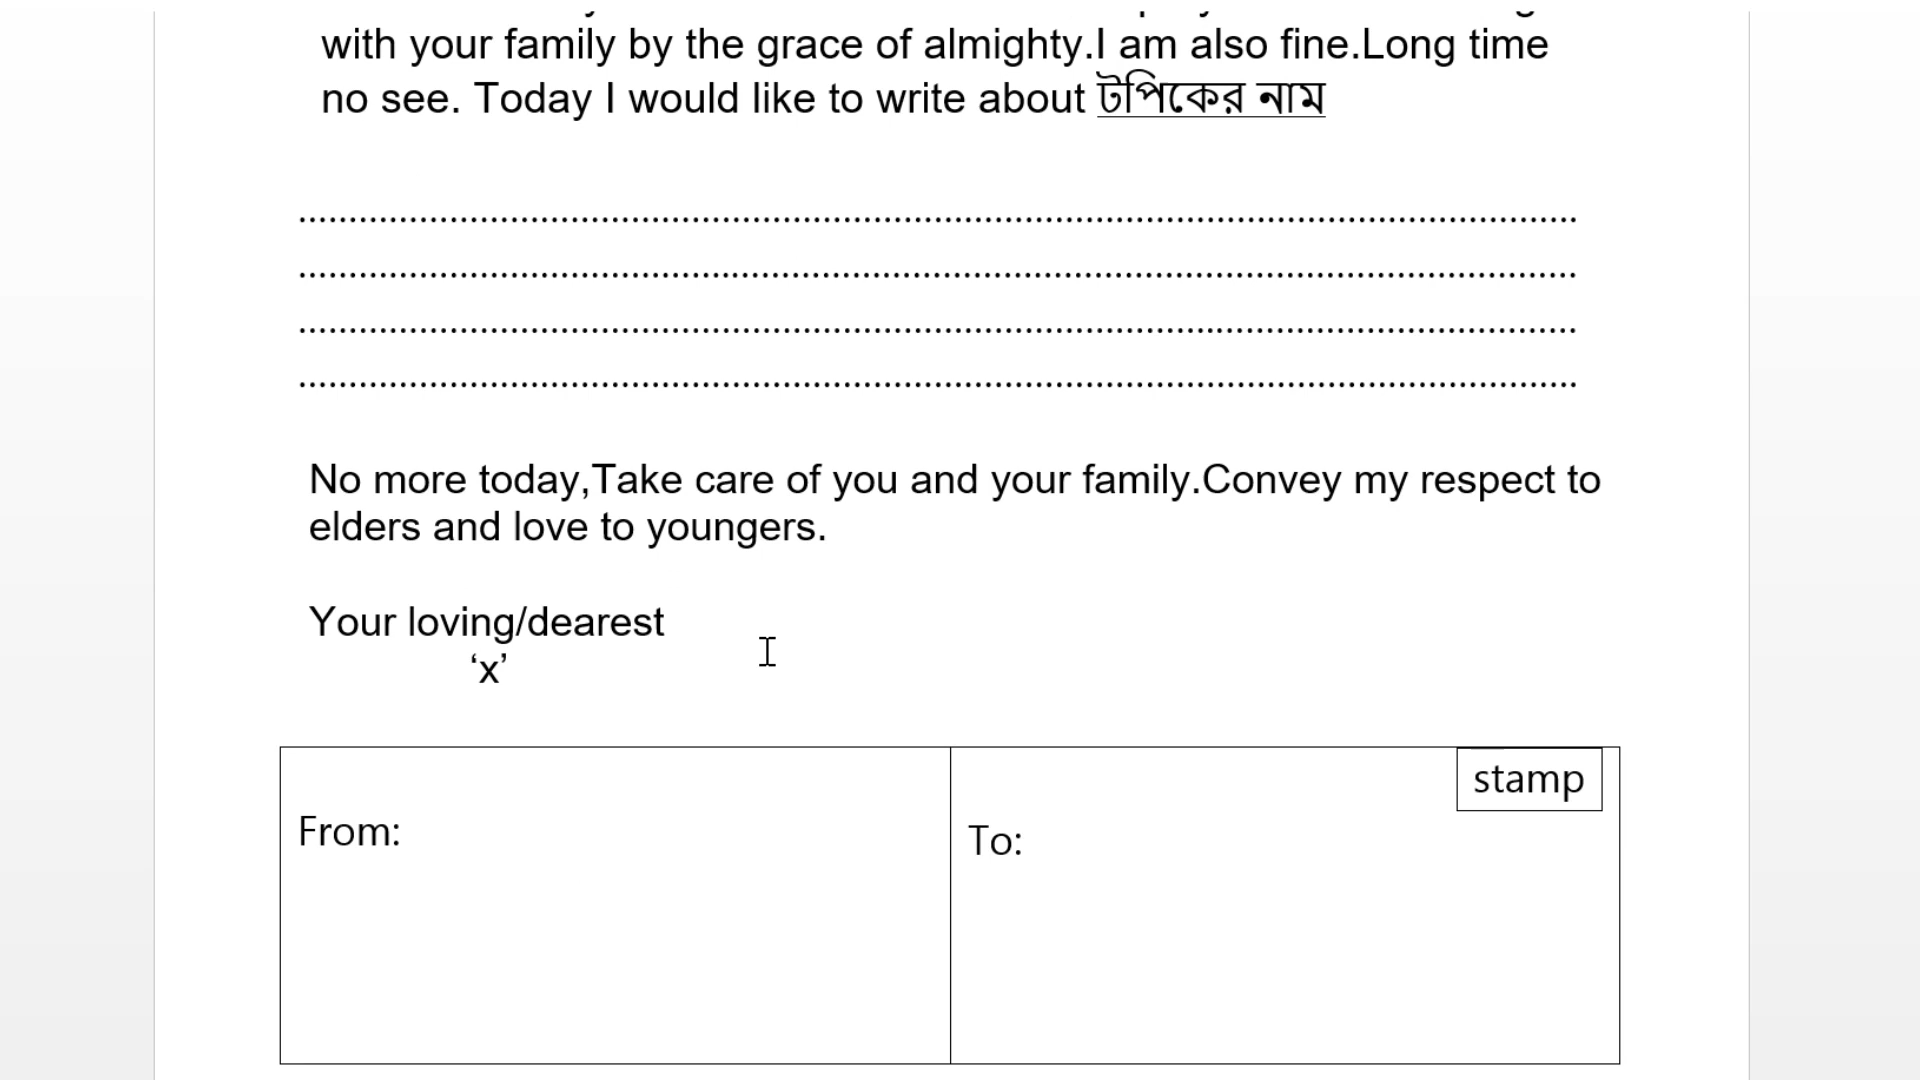 with your family by the grace of almighty.I am also fine.Long time
no see. Today I would like to write about টপিকের নাম
................................................................................................................................
................................................................................................................................
................................................................................................................................
................................................................................................................................
No more today,Take care of you and your family.Convey my respect to
elders and love to youngers.
Your loving/dearest
‘x’
stamp
From:
To: